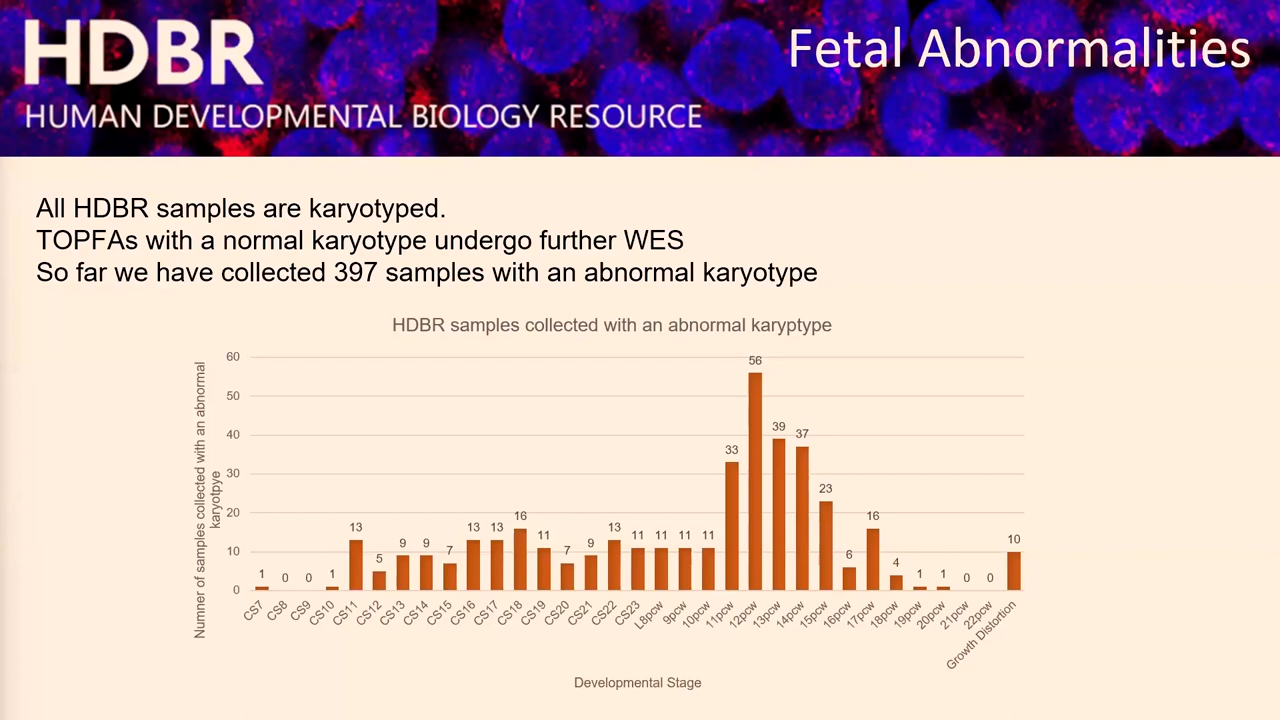 HDBR
HUMAN DEVELOPMENTAL BIOLOGY RESOURCE
Fetal Abnormalities
All HDBR samples are karyotyped.
TOPFAs with a normal karyotype undergo further WES
So far we have collected 397 samples with an abnormal karyotype
HDBR samples collected with an abnormal karyptype
Numner of samples collected with an abnormal
karyotpye
60
50
40
30
20
10
0
1 0 0 1 13 5 9 9 7 13 13 16 11 7 9 13 11 11 11 11 33 56 39 37 23 6 16 4 1 1 0 0 10
CS7 CS8 CS9 CS10 CS11 CS12 CS13 CS14 CS15 CS16 CS17 CS18 CS19 CS20 CS21 CS22 CS23 L8pcw 9pcw 10pcw 11pcw 12pcw 13pcw 14pcw 15pcw 16pcw 17pcw 18pcw 19pcw 20pcw 21pcw 22pcw Growth Distortion
Developmental Stage